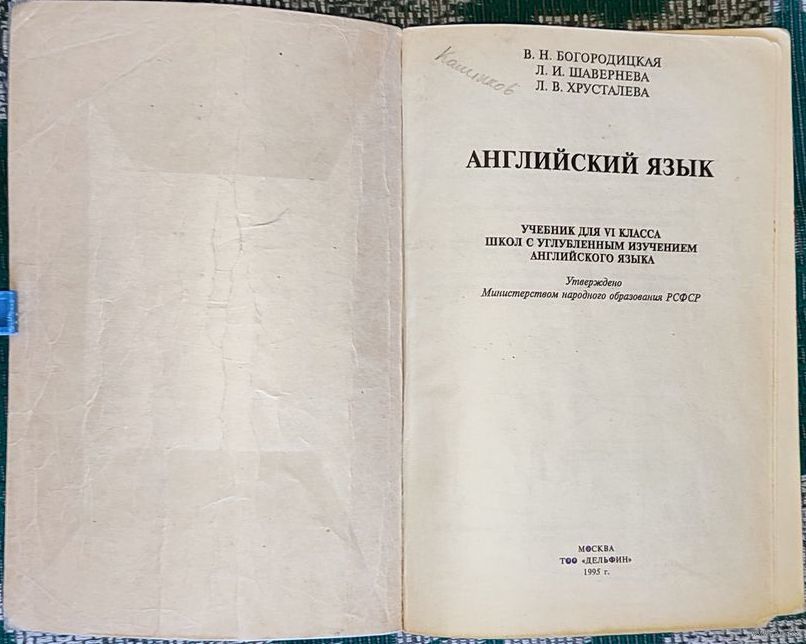 В. Н. БОГОРОДИЦКАЯ
Л. И. ШАВЕРНЕВА
Л. В. ХРУСТАЛЕВА
АНГЛИЙСКИЙ ЯЗЫК
УЧЕБНИК ДЛЯ VI КЛАССА
ШКОЛ С УГЛУБЛЕННЫМ ИЗУЧЕНИЕМ
АНГЛИЙСКОГО ЯЗЫКА
Утверждено
Министерством народного образования РСФСР
МОСКВА
ТОО «ДЕЛЬФИН»
1995 г.